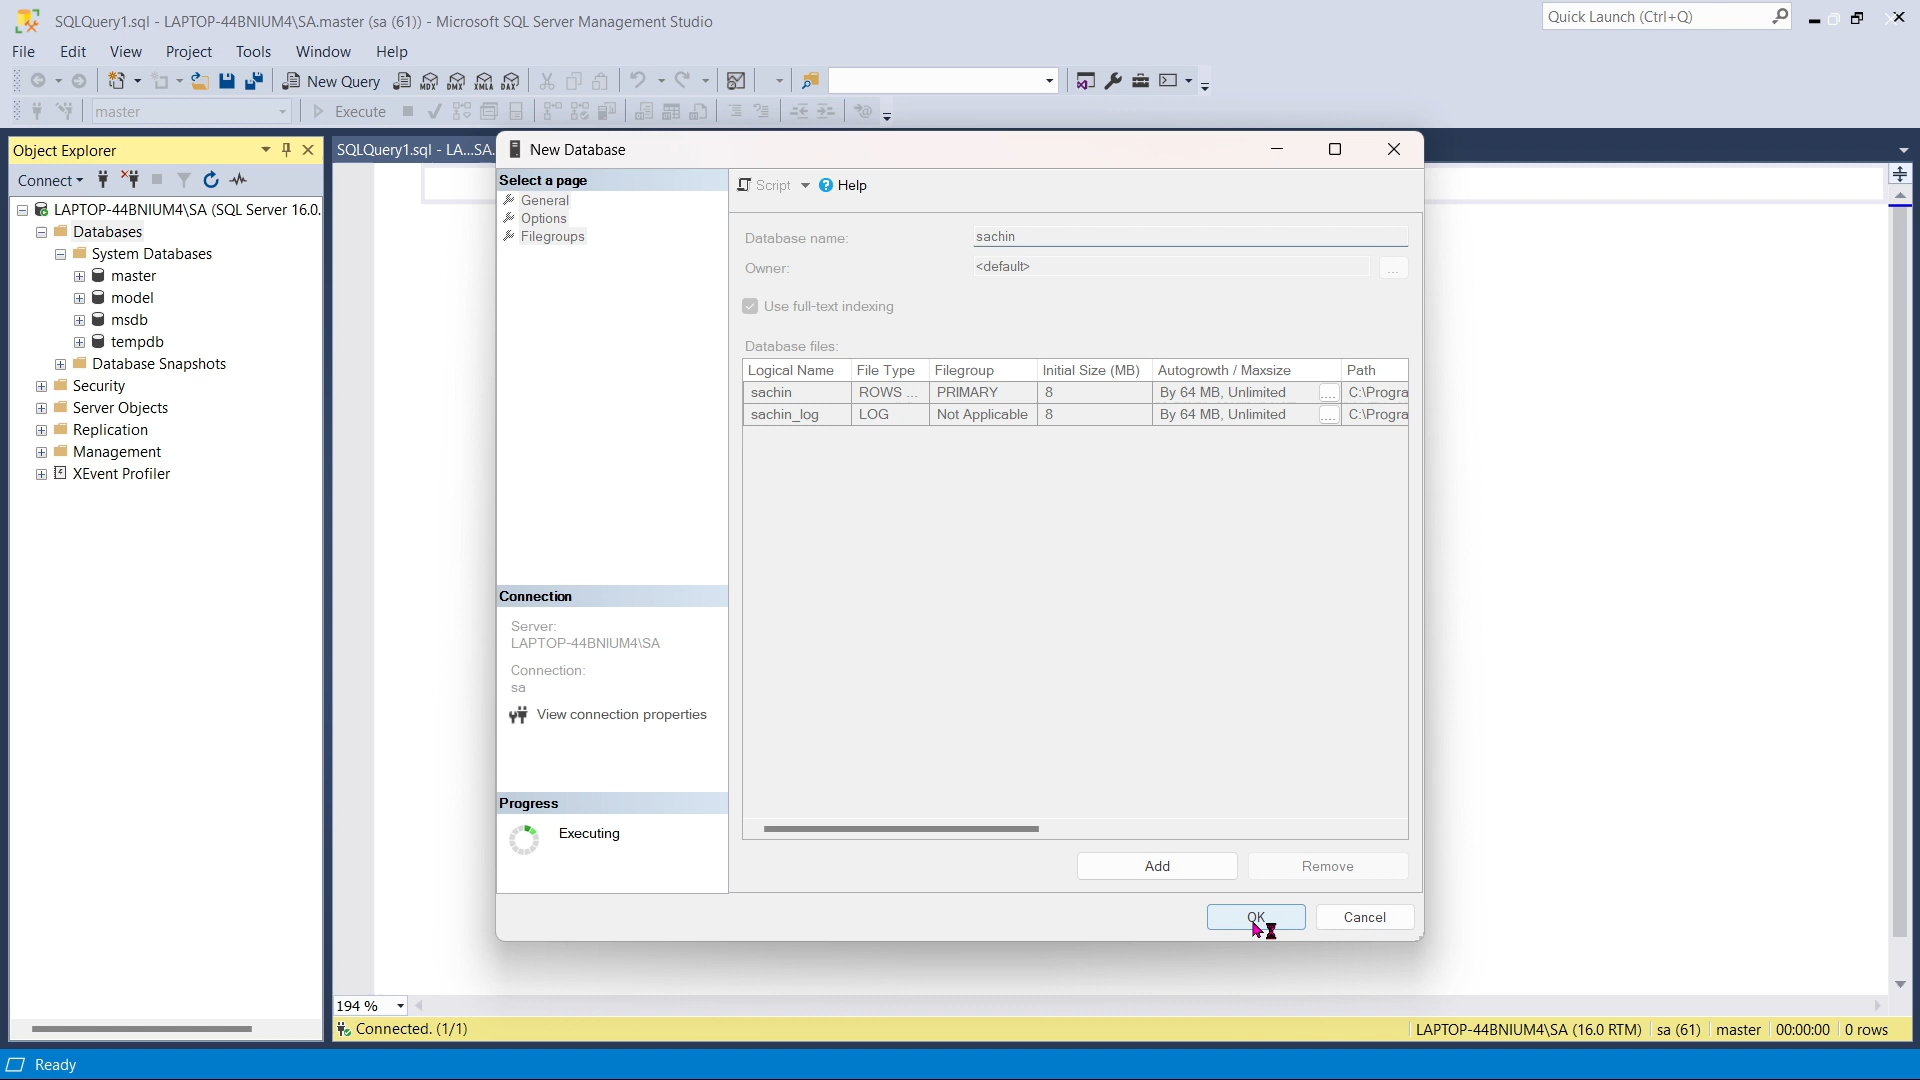 SQLQuery1.sql - LAPTOP-44BNIUM4\SA.master (sa (61)) - Microsoft SQL Server Management Studio
Quick Launch (Ctrl+Q)
File Edit View Project Tools Window Help
New Query MDX DMX XMLA DAX
master Execute
Object Explorer
SQLQuery1.sql - LA...SA.
New Database
Connect
Select a page
Script Help
General
Options
Filegroups
LAPTOP-44BNIUM4\SA (SQL Server 16.0.
Databases
System Databases
master
model
msdb
tempdb
Database Snapshots
Security
Server Objects
Replication
Management
XEvent Profiler
Database name: sachin
Owner: <default> ...
Use full-text indexing
Database files:
Logical Name File Type Filegroup Initial Size (MB) Autogrowth / Maxsize Path
sachin ROWS ... PRIMARY 8 By 64 MB, Unlimited ... C:\Progra
sachin_log LOG Not Applicable 8 By 64 MB, Unlimited ... C:\Progra
Connection
Server:
LAPTOP-44BNIUM4\SA
Connection:
sa
View connection properties
Progress
Executing
Add Remove
OK Cancel
194 %
Connected. (1/1) LAPTOP-44BNIUM4\SA (16.0 RTM) sa (61) master 00:00:00 0 rows
Ready